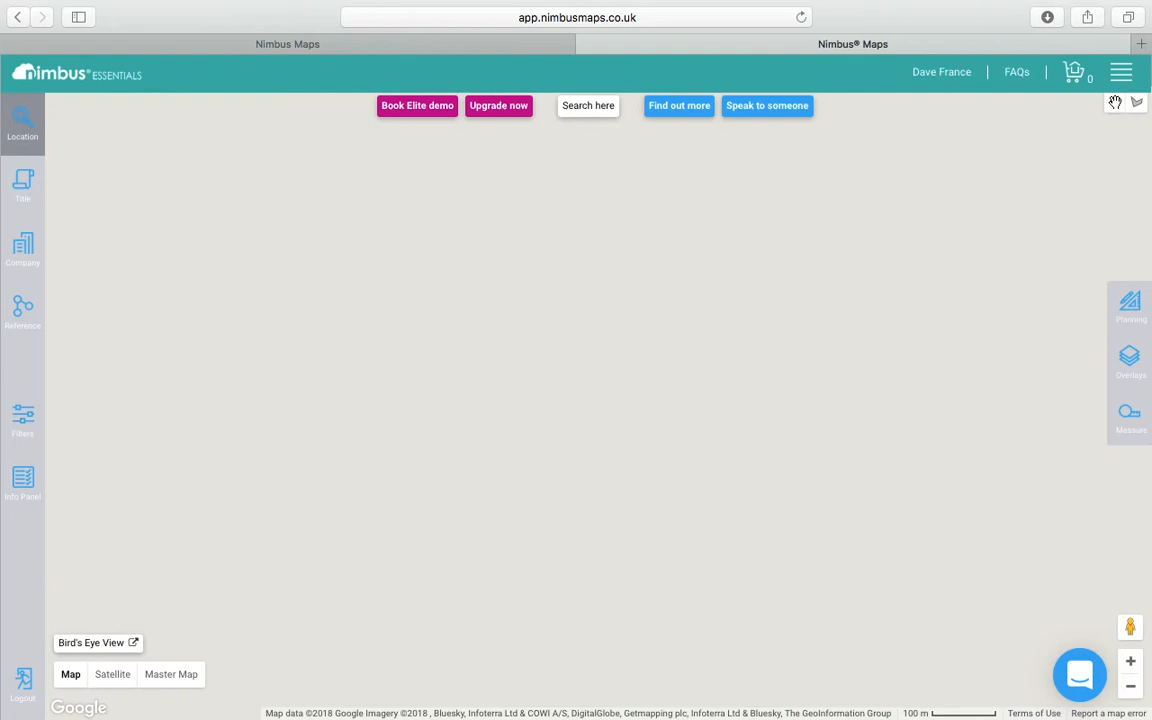 app.nimbusmaps.co.uk
Nimbus Maps
Nimbus® Maps
nimbus® ESSENTIALS
Dave France
FAQs
0
Book Elite demo
Upgrade now
Search here
Find out more
Speak to someone
Location
Title
Company
Reference
Filters
Info Panel
Logout
Planning
Overlays
Measure
Bird's Eye View
Map
Satellite
Master Map
+
−
Google
Map data ©2018 Google Imagery ©2018 , Bluesky, Infoterra Ltd & COWI A/S, DigitalGlobe, Getmapping plc, Infoterra Ltd & Bluesky, The GeoInformation Group
100 m
Terms of Use
Report a map error